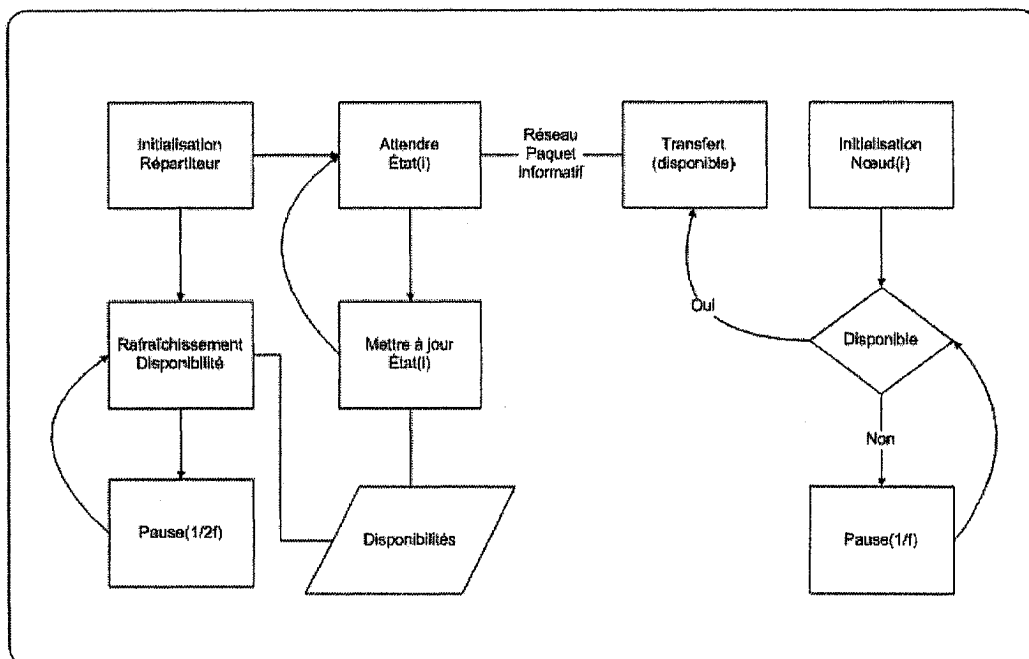 Initialisation
Répartiteur
Attendre
État(i)
Réseau
Paquet
Informatif
Transfert
(disponible)
Initialisation
Nœud(i)
Oui
Disponible
Rafraîchissement
Disponibilité
Mettre à jour
État(i)
Non
Pause(1/2f)
Disponibilités
Pause(1/f)